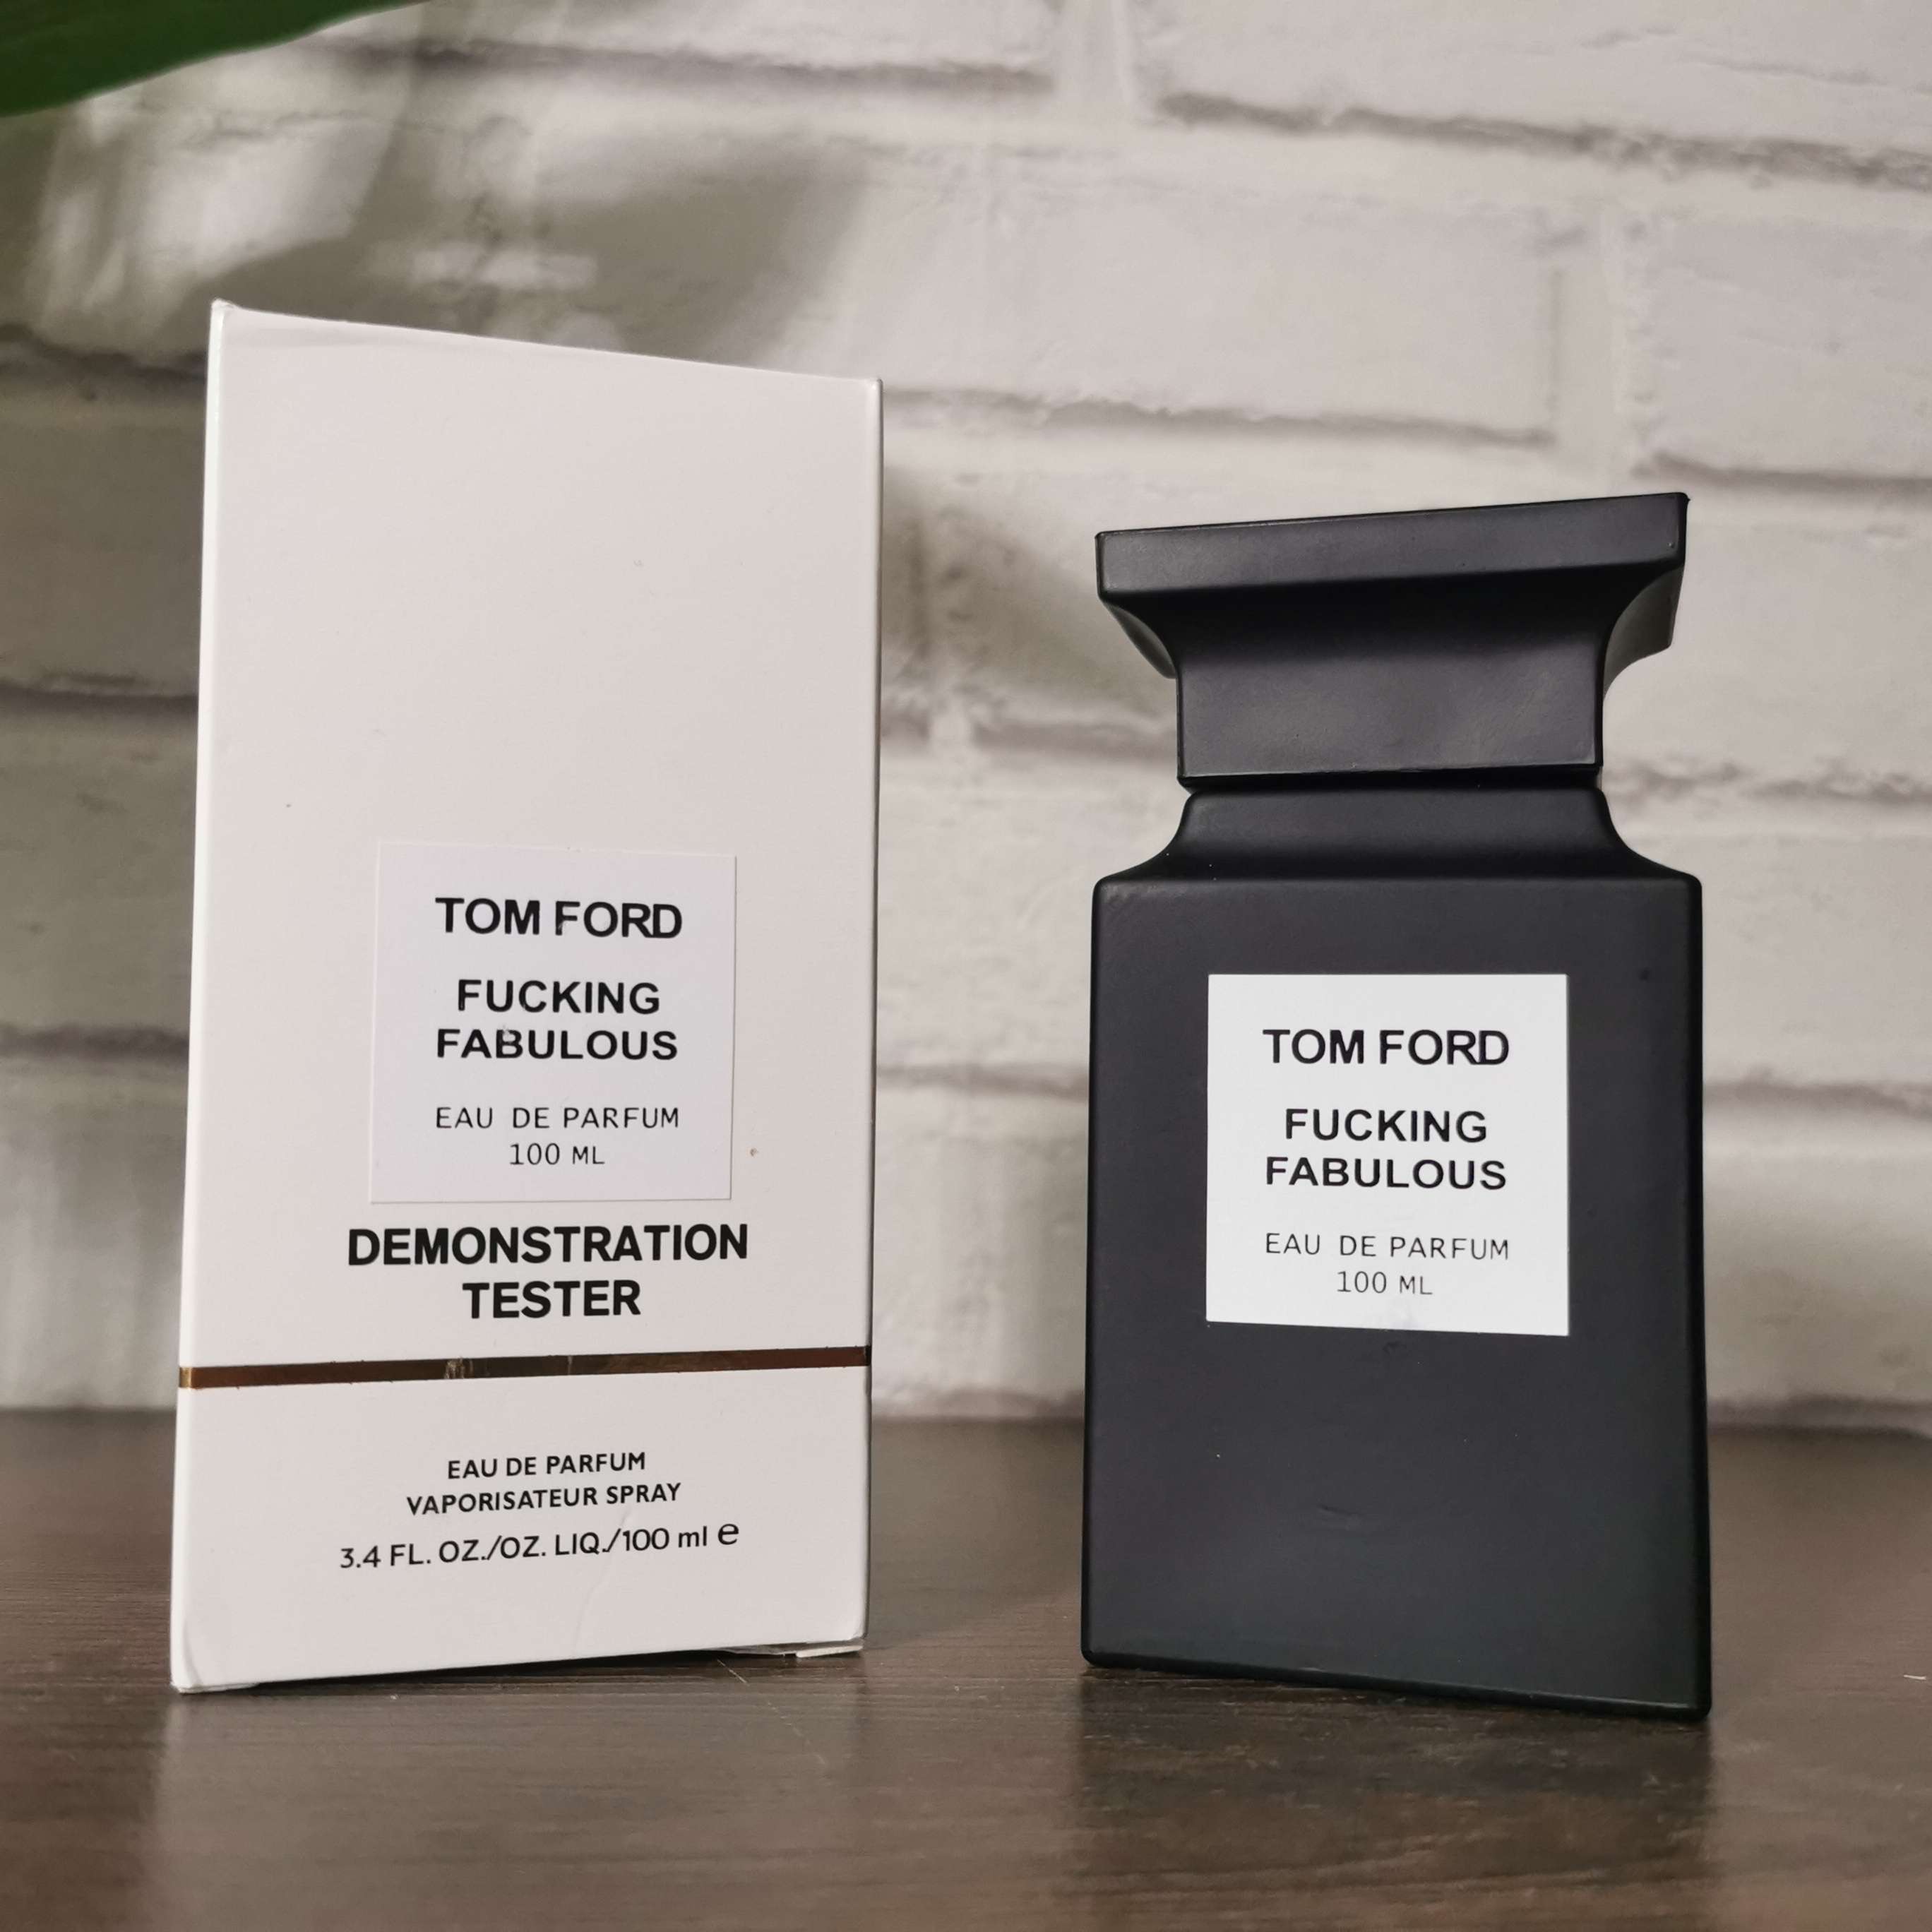 TOM FORD
FUCKING
FABULOUS
EAU DE PARFUM
100 ML
DEMONSTRATION
TESTER
EAU DE PARFUM
VAPORISATEUR SPRAY
3.4 FL. OZ./OZ. LIQ./100 ml e
TOM FORD
FUCKING
FABULOUS
EAU DE PARFUM
100 ML